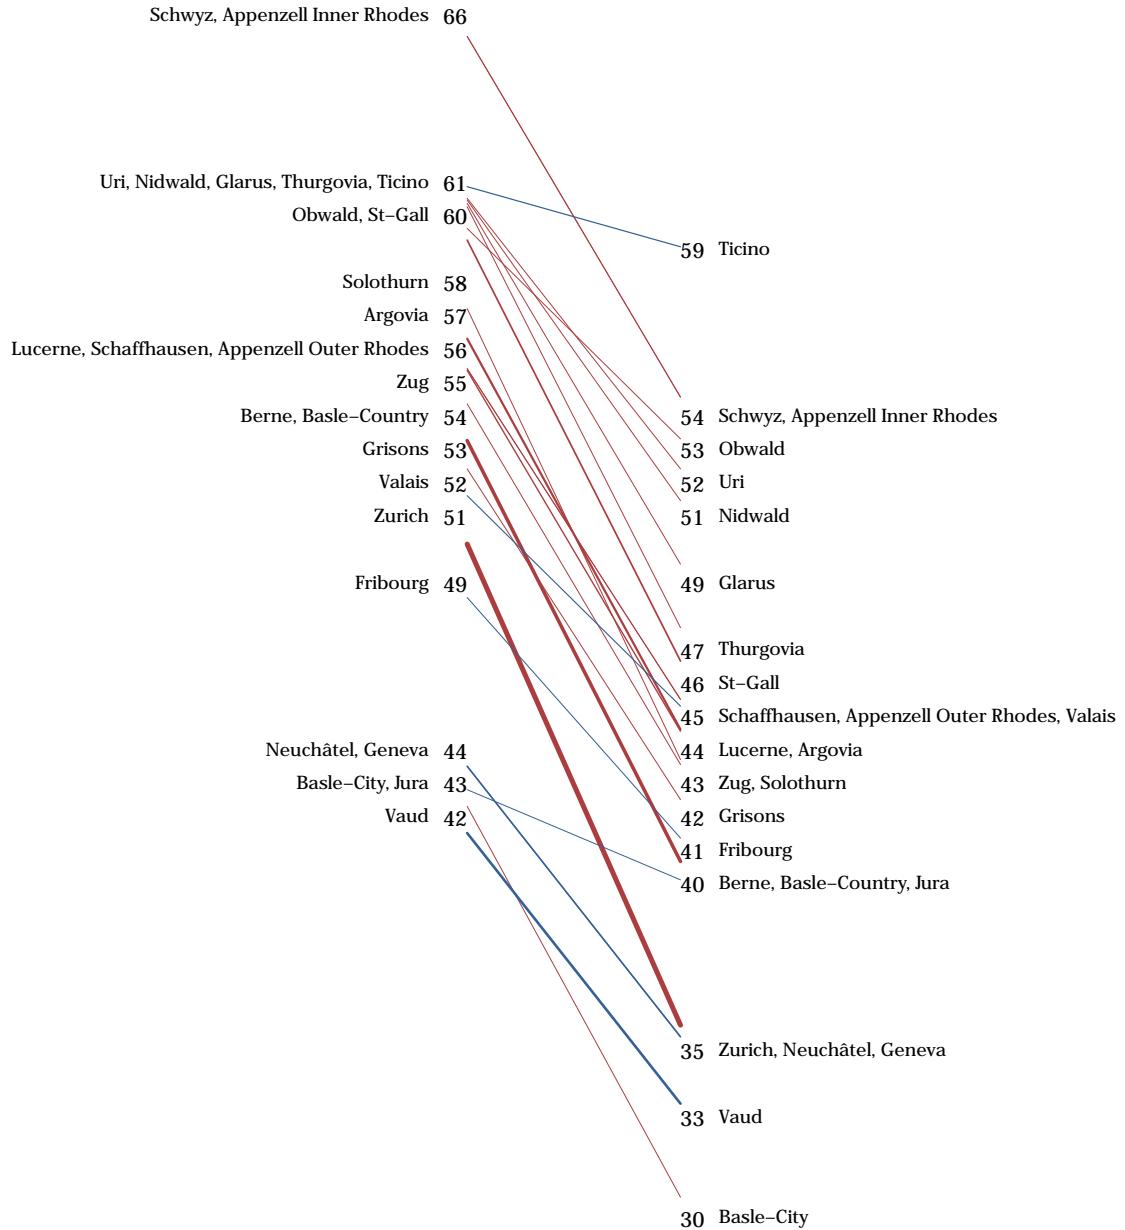 Schwyz, Appenzell Inner Rhodes 66
Uri, Nidwald, Glarus, Thurgovia, Ticino 61
Obwald, St−Gall 60
59 Ticino
Solothurn 58
Argovia 57
Lucerne, Schaffhausen, Appenzell Outer Rhodes 56
Zug 55
Berne, Basle−Country 54
54 Schwyz, Appenzell Inner Rhodes
Grisons 53
53 Obwald
Valais 52
52 Uri
Zurich 51
51 Nidwald
Fribourg 49
49 Glarus
47 Thurgovia
46 St−Gall
45 Schaffhausen, Appenzell Outer Rhodes, Valais
Neuchâtel, Geneva 44
44 Lucerne, Argovia
Basle−City, Jura 43
43 Zug, Solothurn
Vaud 42
42 Grisons
41 Fribourg
40 Berne, Basle−Country, Jura
35 Zurich, Neuchâtel, Geneva
33 Vaud
30 Basle−City